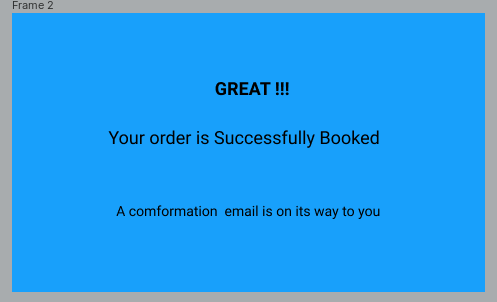 Frame 2
GREAT !!!
Your order is Successfully Booked
A comformation  email is on its way to you